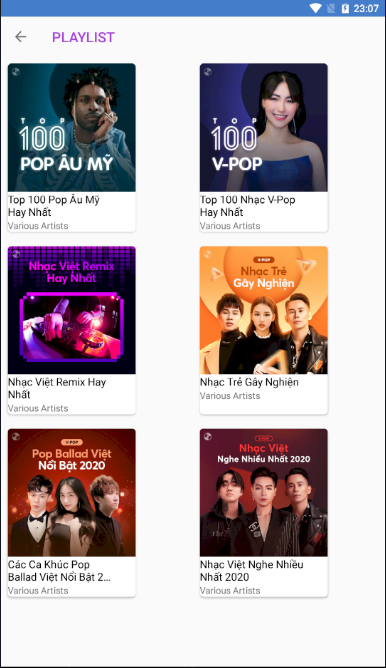 23:07
PLAYLIST
TOP
100
POP ÂU MỸ
Top 100 Pop Âu Mỹ
Hay Nhất
Various Artists
TOP
100
V-POP
Top 100 Nhạc V-Pop
Hay Nhất
Various Artists
Nhạc Việt Remix
Hay Nhất
Nhạc Việt Remix Hay
Nhất
Various Artists
V-POP
Nhạc Trẻ
Gây Nghiện
Nhạc Trẻ Gây Nghiện
Various Artists
V-POP
Pop Ballad Việt
Nổi Bật 2020
Các Ca Khúc Pop
Ballad Việt Nổi Bật 2...
Various Artists
V-POP
Nhạc Việt
Nghe Nhiều Nhất 2020
Nhạc Việt Nghe Nhiều
Nhất 2020
Various Artists